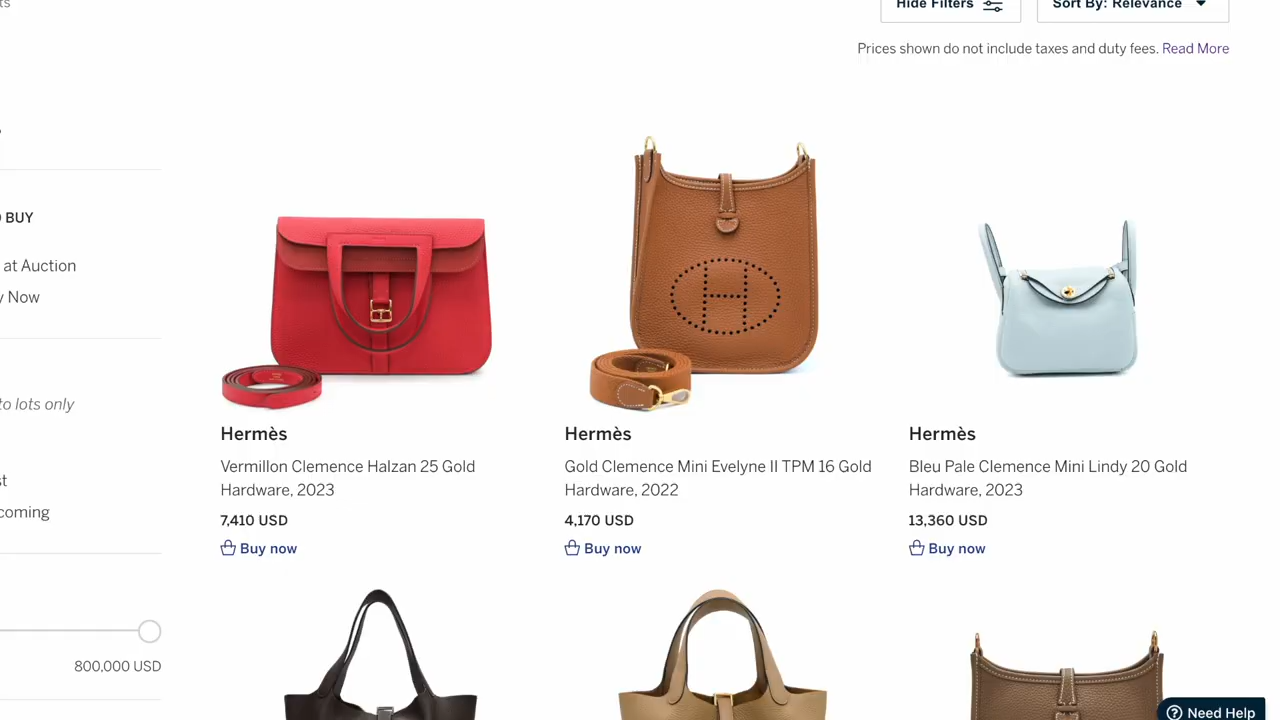 Hide Filters
Sort By: Relevance
Prices shown do not include taxes and duty fees. Read More
BUY
at Auction
Now
to lots only
Hermès
Vermillon Clemence Halzan 25 Gold
Hardware, 2023
7,410 USD
Buy now
Hermès
Gold Clemence Mini Evelyne II TPM 16 Gold
Hardware, 2022
4,170 USD
Buy now
Hermès
Bleu Pale Clemence Mini Lindy 20 Gold
Hardware, 2023
13,360 USD
Buy now
coming
800,000 USD
Need Help